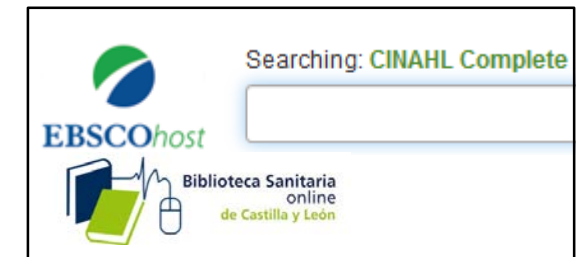 Searching: CINAHL Complete
EBSCOhost
Biblioteca Sanitaria
online
de Castilla y León